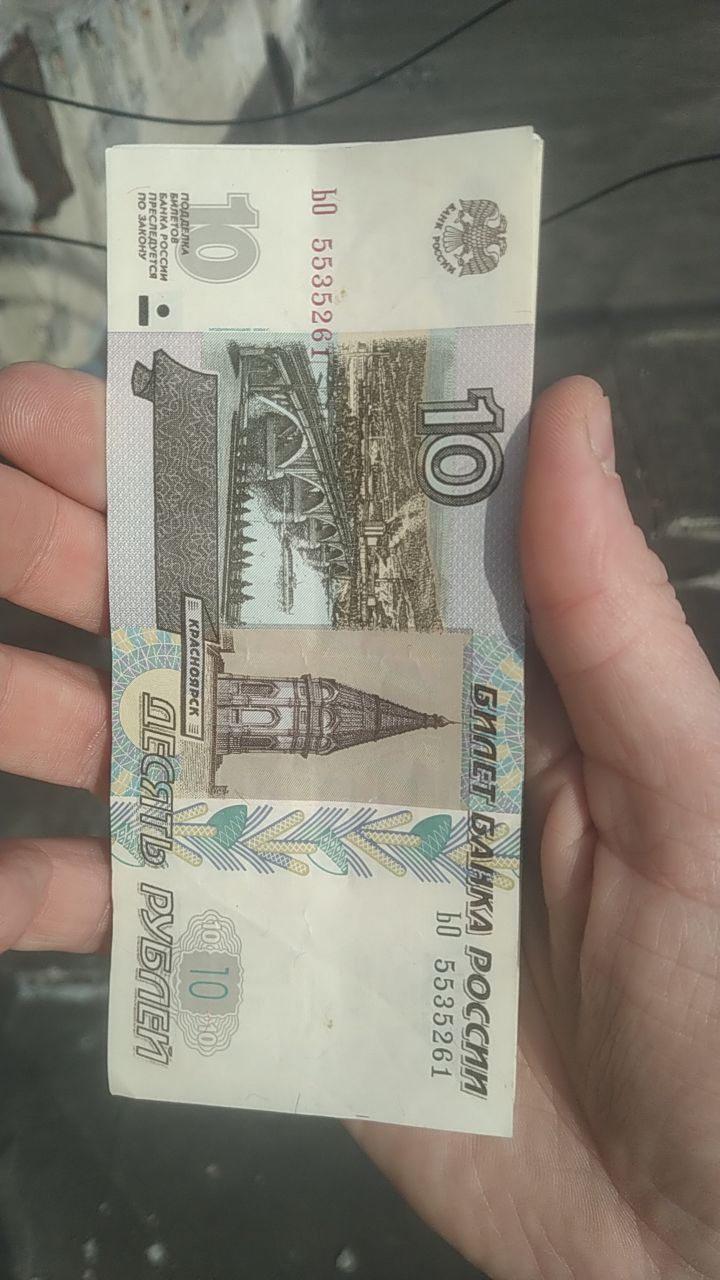 БАНК РОССИИ
10
БИЛЕТ БАНКА РОССИИ
ЬО 5535261
ЬО 5535261
10
ПОДДЕЛКА
БИЛЕТОВ
БАНКА РОССИИ
ПРЕСЛЕДУЕТСЯ
ПО ЗАКОНУ
КРАСНОЯРСК
10 10 10
ДЕСЯТЬ РУБЛЕЙ